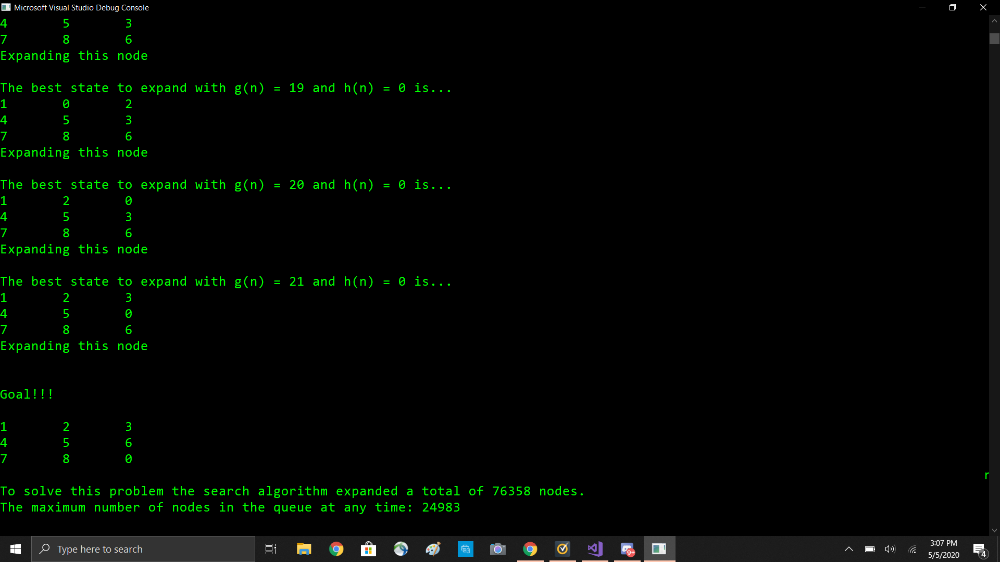 Microsoft Visual Studio Debug Console
4 5 3
7 8 6
Expanding this node
The best state to expand with g(n) = 19 and h(n) = 0 is...
1 0 2
4 5 3
7 8 6
Expanding this node
The best state to expand with g(n) = 20 and h(n) = 0 is...
1 2 0
4 5 3
7 8 6
Expanding this node
The best state to expand with g(n) = 21 and h(n) = 0 is...
1 2 3
4 5 0
7 8 6
Expanding this node
Goal!!!
1 2 3
4 5 6
7 8 0
r
To solve this problem the search algorithm expanded a total of 76358 nodes.
The maximum number of nodes in the queue at any time: 24983
Type here to search
9+
3:07 PM
5/5/2020
4